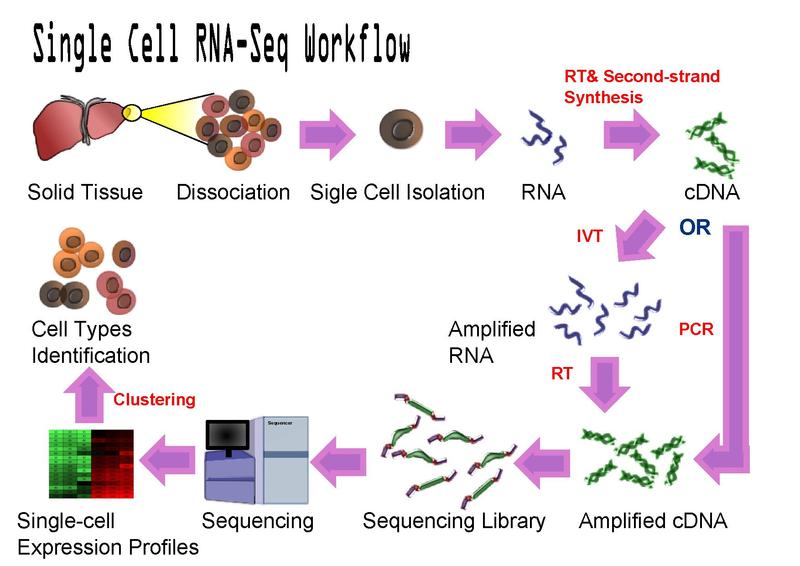 Single Cell RNA-Seq Workflow
RT& Second-strand
Synthesis
Solid Tissue
Dissociation
Sigle Cell Isolation
RNA
cDNA
IVT
OR
Cell Types
Identification
Amplified
RNA
PCR
RT
Clustering
Sequencer
Single-cell
Expression Profiles
Sequencing
Sequencing Library
Amplified cDNA